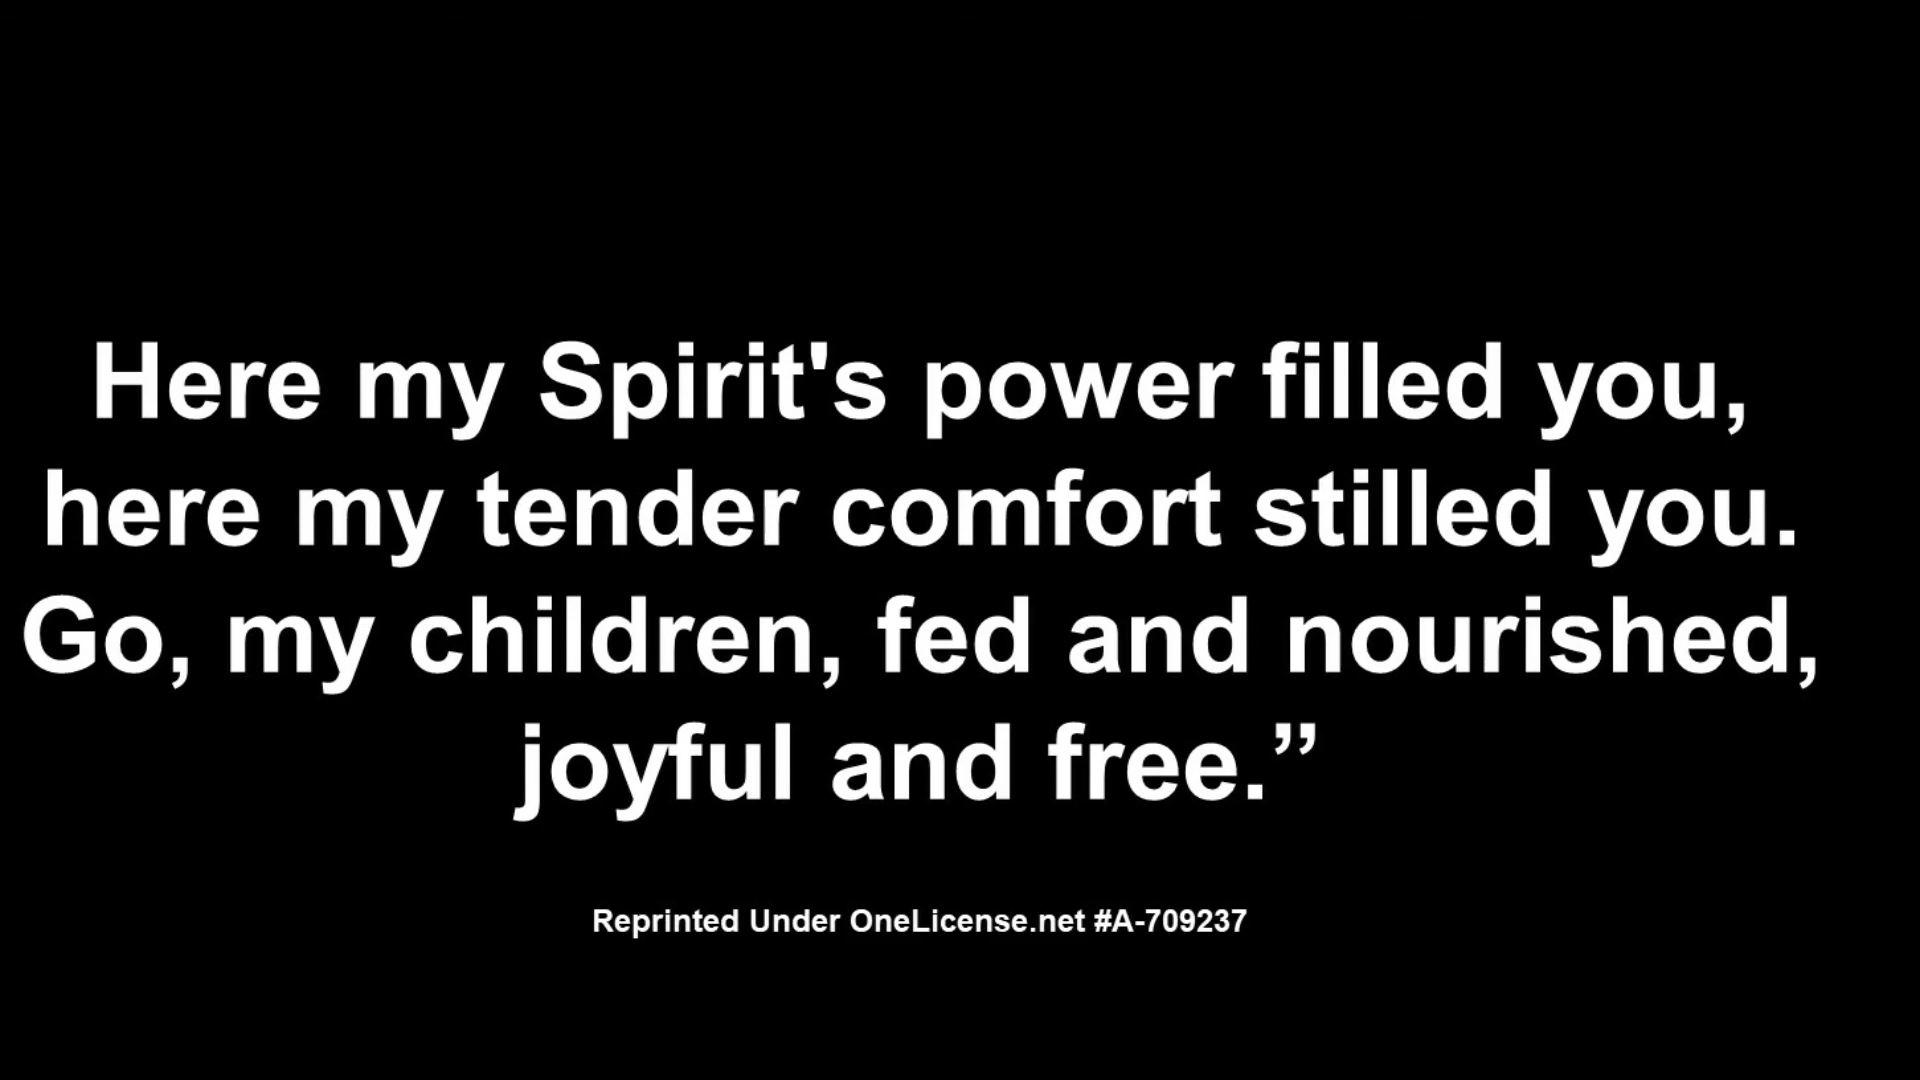 Here my Spirit's power filled you,
here my tender comfort stilled you.
Go, my children, fed and nourished,
joyful and free.”
Reprinted Under OneLicense.net #A-709237